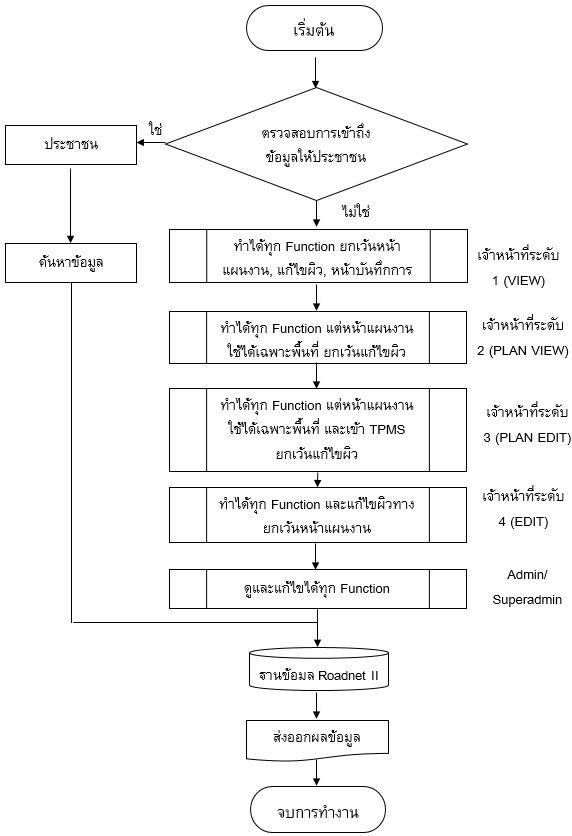 เริ่มต้น
ตรวจสอบการเข้าถึง
ข้อมูลให้ประชาชน
ใช่
ประชาชน
ไม่ใช่
ค้นหาข้อมูล
ทำได้ทุก Function ยกเว้นหน้า
แผนงาน, แก้ไขผิว, หน้าบันทึกการ
เจ้าหน้าที่ระดับ
1 (VIEW)
ทำได้ทุก Function แต่หน้าแผนงาน
ใช้ได้เฉพาะพื้นที่ ยกเว้นแก้ไขผิว
เจ้าหน้าที่ระดับ
2 (PLAN VIEW)
ทำได้ทุก Function แต่หน้าแผนงาน
ใช้ได้เฉพาะพื้นที่ และเข้า TPMS
ยกเว้นแก้ไขผิว
เจ้าหน้าที่ระดับ
3 (PLAN EDIT)
ทำได้ทุก Function และแก้ไขผิวทาง
ยกเว้นหน้าแผนงาน
เจ้าหน้าที่ระดับ
4 (EDIT)
ดูและแก้ไขได้ทุก Function
Admin/
Superadmin
ฐานข้อมล Roadnet II
ส่งออกผลข้อมูล
จบการทำงาน